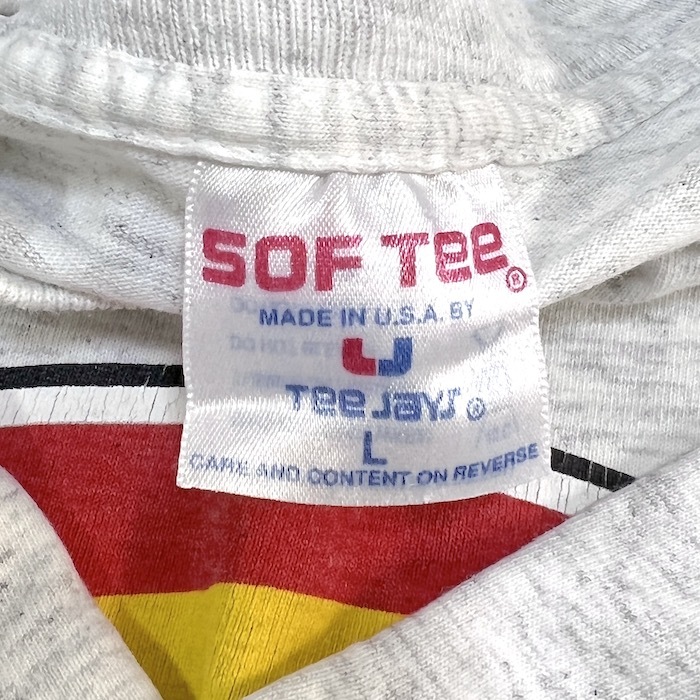 SOF TEE®
MADE IN U.S.A. BY
TEE JAYS®
L
CARE AND CONTENT ON REVERSE